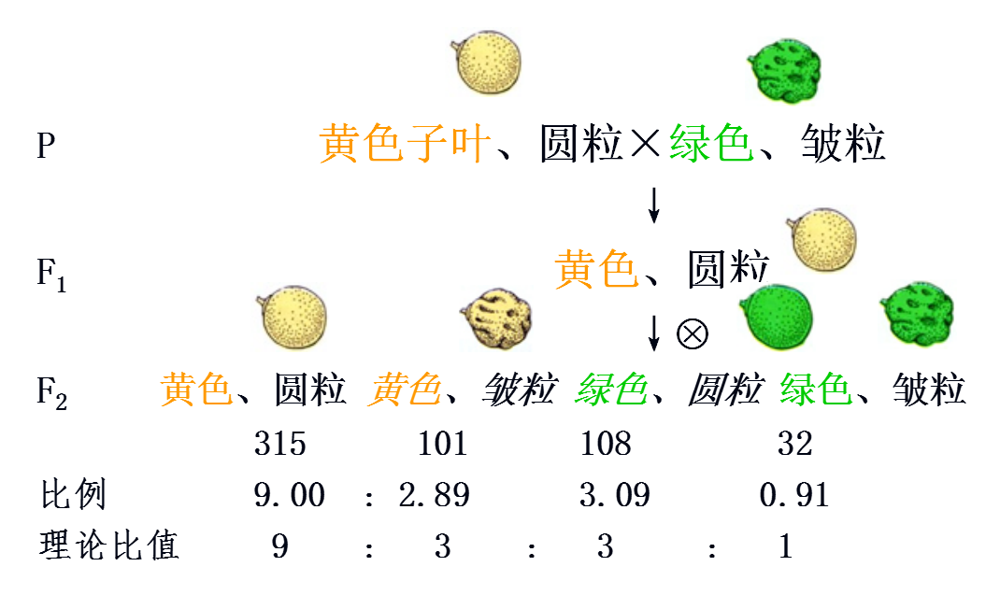 P 黄色子叶、圆粒×绿色、皱粒
↓
F₁ 黄色、圆粒
↓ ⊗
F₂ 黄色、圆粒 黄色、皱粒 绿色、圆粒 绿色、皱粒
315 101 108 32
比例 9.00 : 2.89 3.09 0.91
理论比值 9 : 3 : 3 : 1